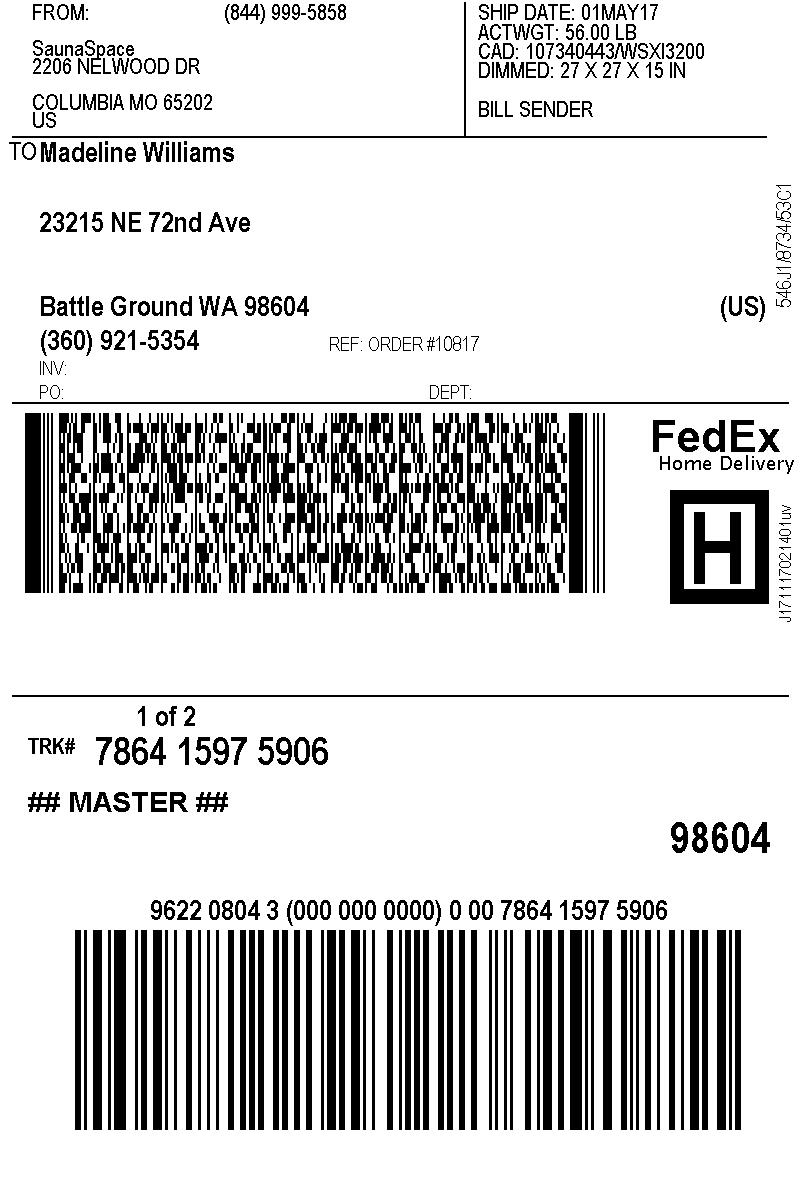 FROM: (844) 999-5858
SaunaSpace
2206 NELWOOD DR
COLUMBIA MO 65202
US
SHIP DATE: 01MAY17
ACTWGT: 56.00 LB
CAD: 107340443/WSXI3200
DIMMED: 27 X 27 X 15 IN
BILL SENDER
TO Madeline Williams
23215 NE 72nd Ave
Battle Ground WA 98604 (US)
(360) 921-5354 REF: ORDER #10817
INV:
PO: DEPT:
546J1/8734/53C1
FedEx
Home Delivery
H
J171117021401uv
1 of 2
TRK# 7864 1597 5906
## MASTER ##
98604
9622 0804 3 (000 000 0000) 0 00 7864 1597 5906